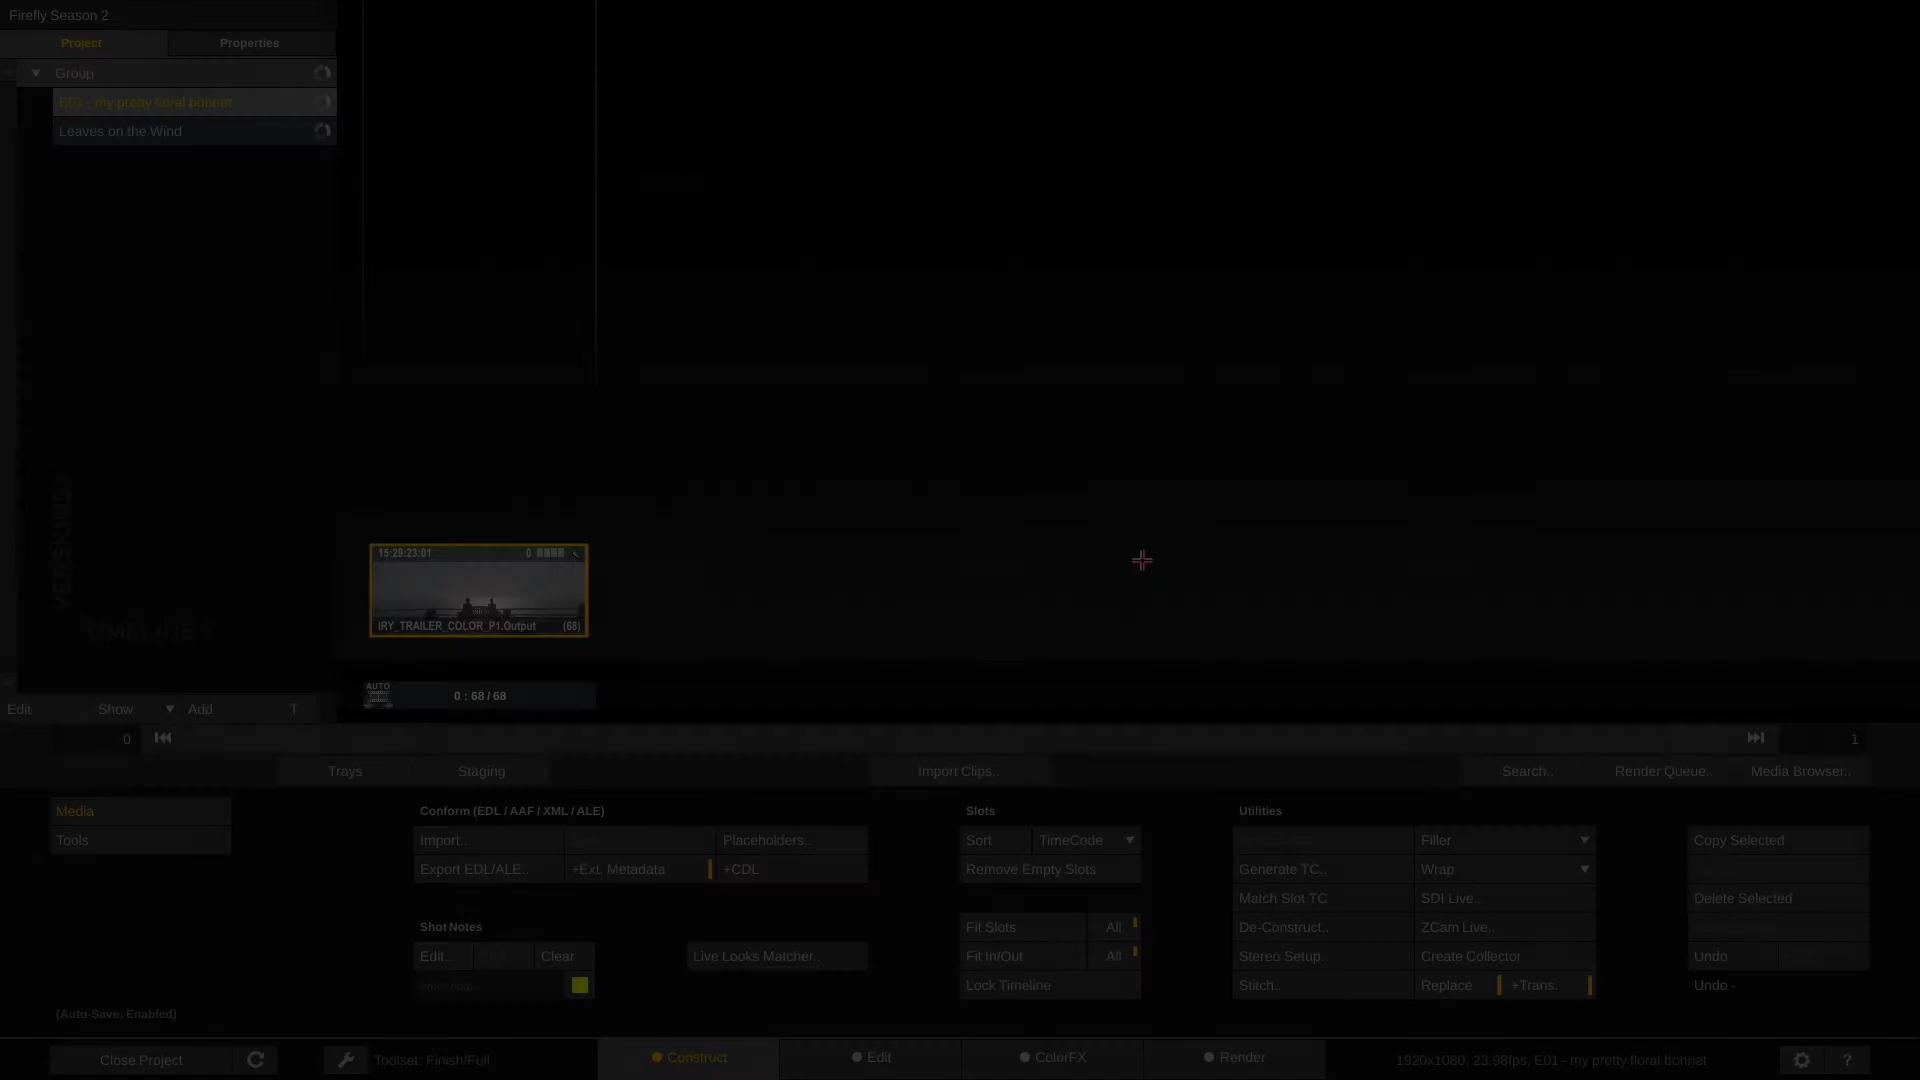 Firefly Season 2
Project
Properties
Group
E01 - my pretty floral bonnet
Leaves on the Wind
15:29:23:01
0
IRY_TRAILER_COLOR_P1.Output
(68)
VERSIONS
TIMELINE
AUTO
0 : 68 / 68
Edit
Show
Add
T
0
1
Trays
Staging
Import Clips..
Search..
Render Queue..
Media Browser..
Media
Tools
Conform (EDL / AAF / XML / ALE)
Import..
Placeholders..
Export EDL/ALE..
+Ext. Metadata
+CDL
Shot Notes
Edit..
Clear
Live Looks Matcher..
Slots
Sort
TimeCode
Remove Empty Slots
Fit Slots
All
Fit In/Out
All
Lock Timeline
Utilities
Filler
Generate TC..
Wrap
Match Slot TC
SDI Live..
De-Construct..
ZCam Live..
Stereo Setup..
Create Collector
Stitch..
Replace
+Trans.
Copy Selected
Delete Selected
Undo
Undo -
(Auto-Save: Enabled)
Close Project
Toolset: Finish/Full
Construct
Edit
ColorFX
Render
1920x1080, 23.98fps, E01 - my pretty floral bonnet
?